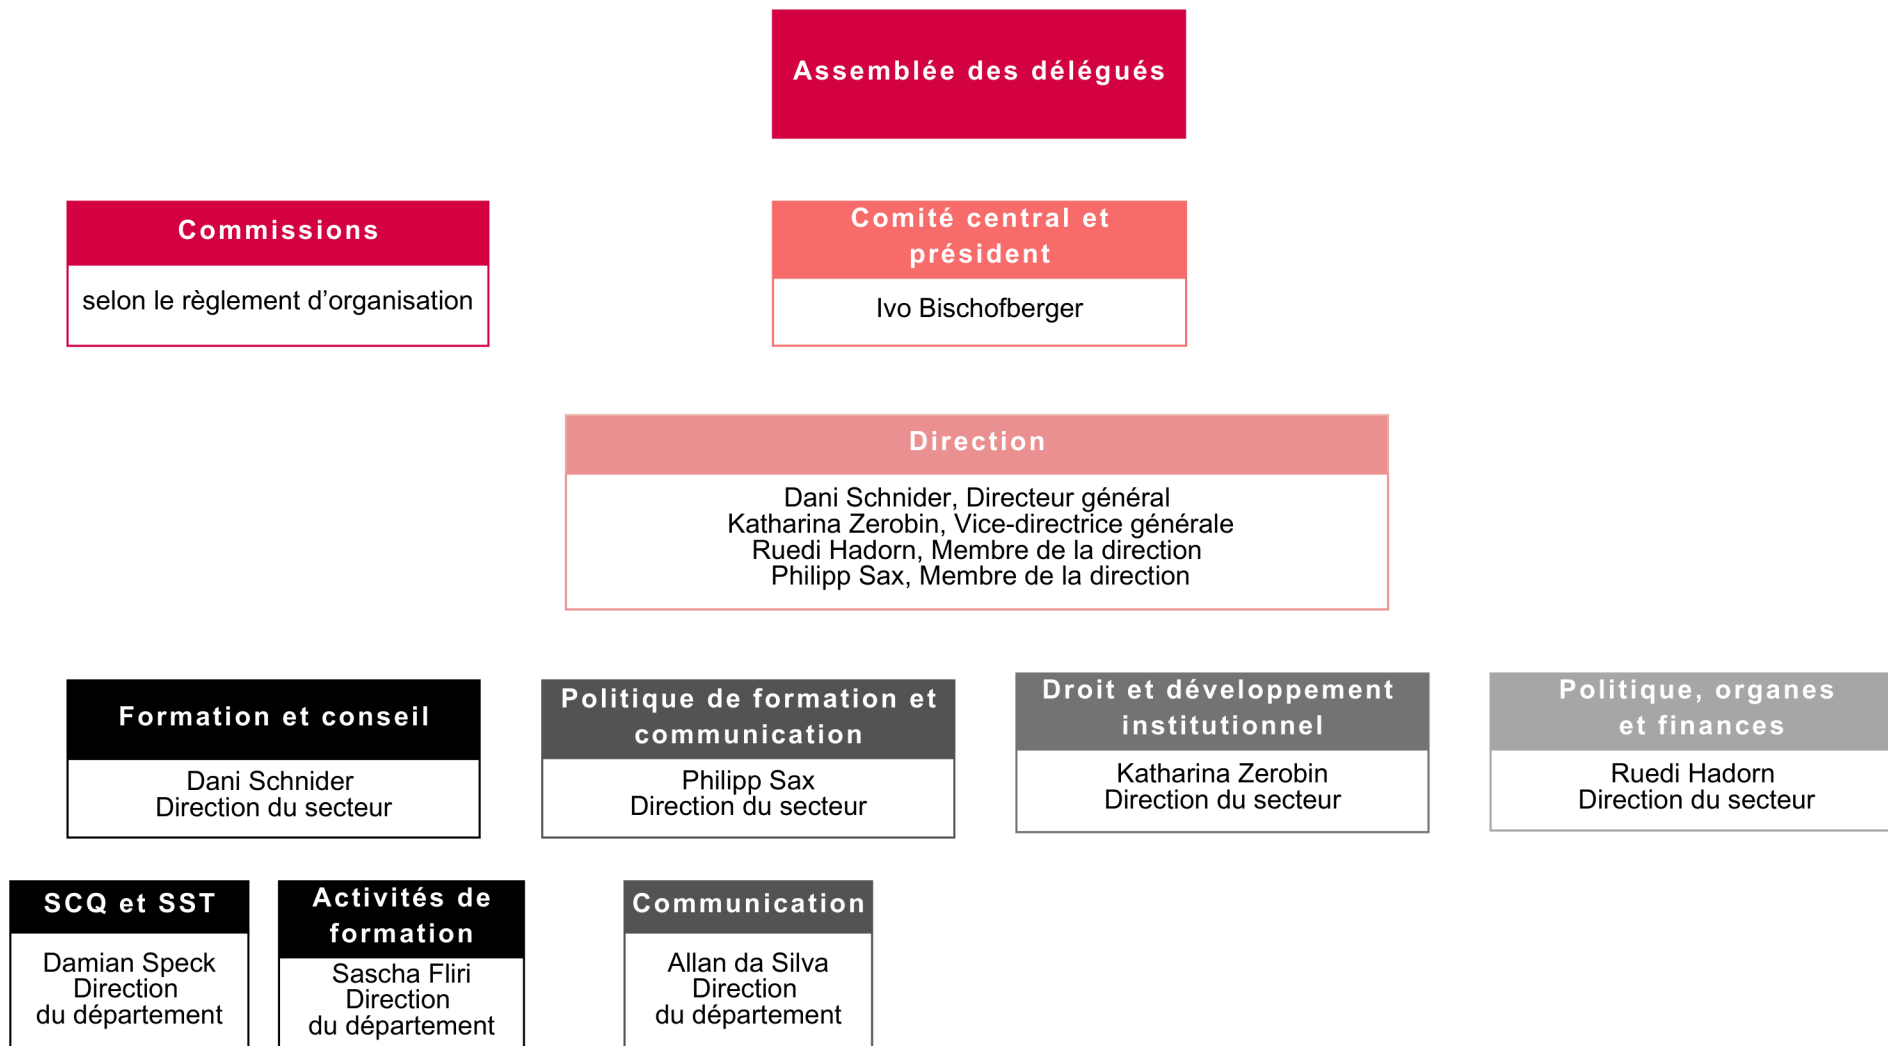 Assemblée des délégués
Commissions
selon le règlement d’organisation
Comité central et
président
Ivo Bischofberger
Direction
Dani Schnider, Directeur général
Katharina Zerobin, Vice-directrice générale
Ruedi Hadorn, Membre de la direction
Philipp Sax, Membre de la direction
Formation et conseil
Dani Schnider
Direction du secteur
Politique de formation et
communication
Philipp Sax
Direction du secteur
Droit et développement
institutionnel
Katharina Zerobin
Direction du secteur
Politique, organes
et finances
Ruedi Hadorn
Direction du secteur
SCQ et SST
Damian Speck
Direction
du département
Activités de
formation
Sascha Fliri
Direction
du département
Communication
Allan da Silva
Direction
du département